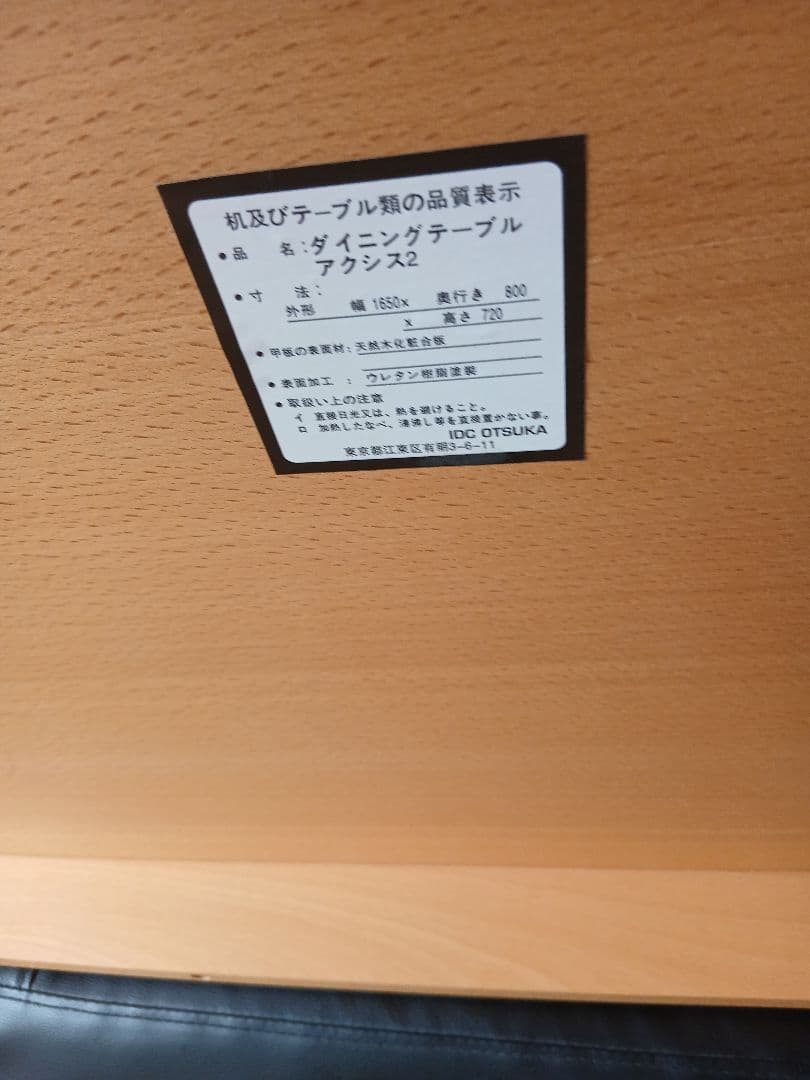 机及びテーブル類の品質表示
●品 名:ダイニングテーブル
アクシス2
●寸 法:
外形 幅 1650x 奥行き 800
x 高さ 720
●甲板の表面材:天然木化粧合板
●表面加工 : ウレタン樹脂塗装
●取扱い上の注意
イ 直接日光又は、熱を避けること。
ロ 加熱したなべ、湯沸し等を直接置かない事。
IDC OTSUKA
東京都江東区有明3-6-11